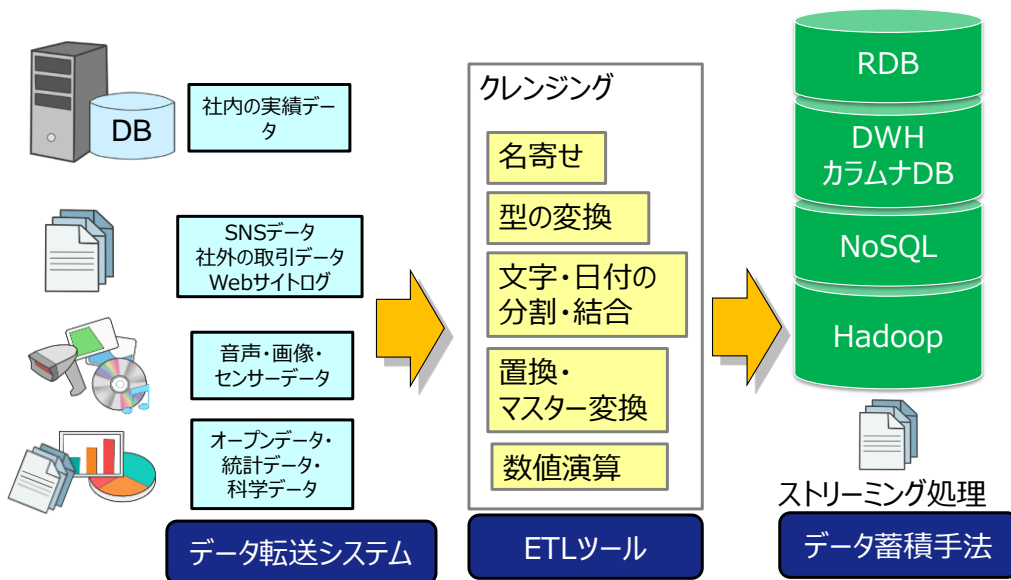 DB
社内の実績デー
タ
SNSデータ
社外の取引データ
Webサイトログ
音声・画像・
センサーデータ
オープンデータ・
統計データ・
科学データ
データ転送システム
クレンジング
名寄せ
型の変換
文字・日付の
分割・結合
置換・
マスター変換
数値演算
ETLツール
RDB
DWH
カラムナDB
NoSQL
Hadoop
ストリーミング処理
データ蓄積手法